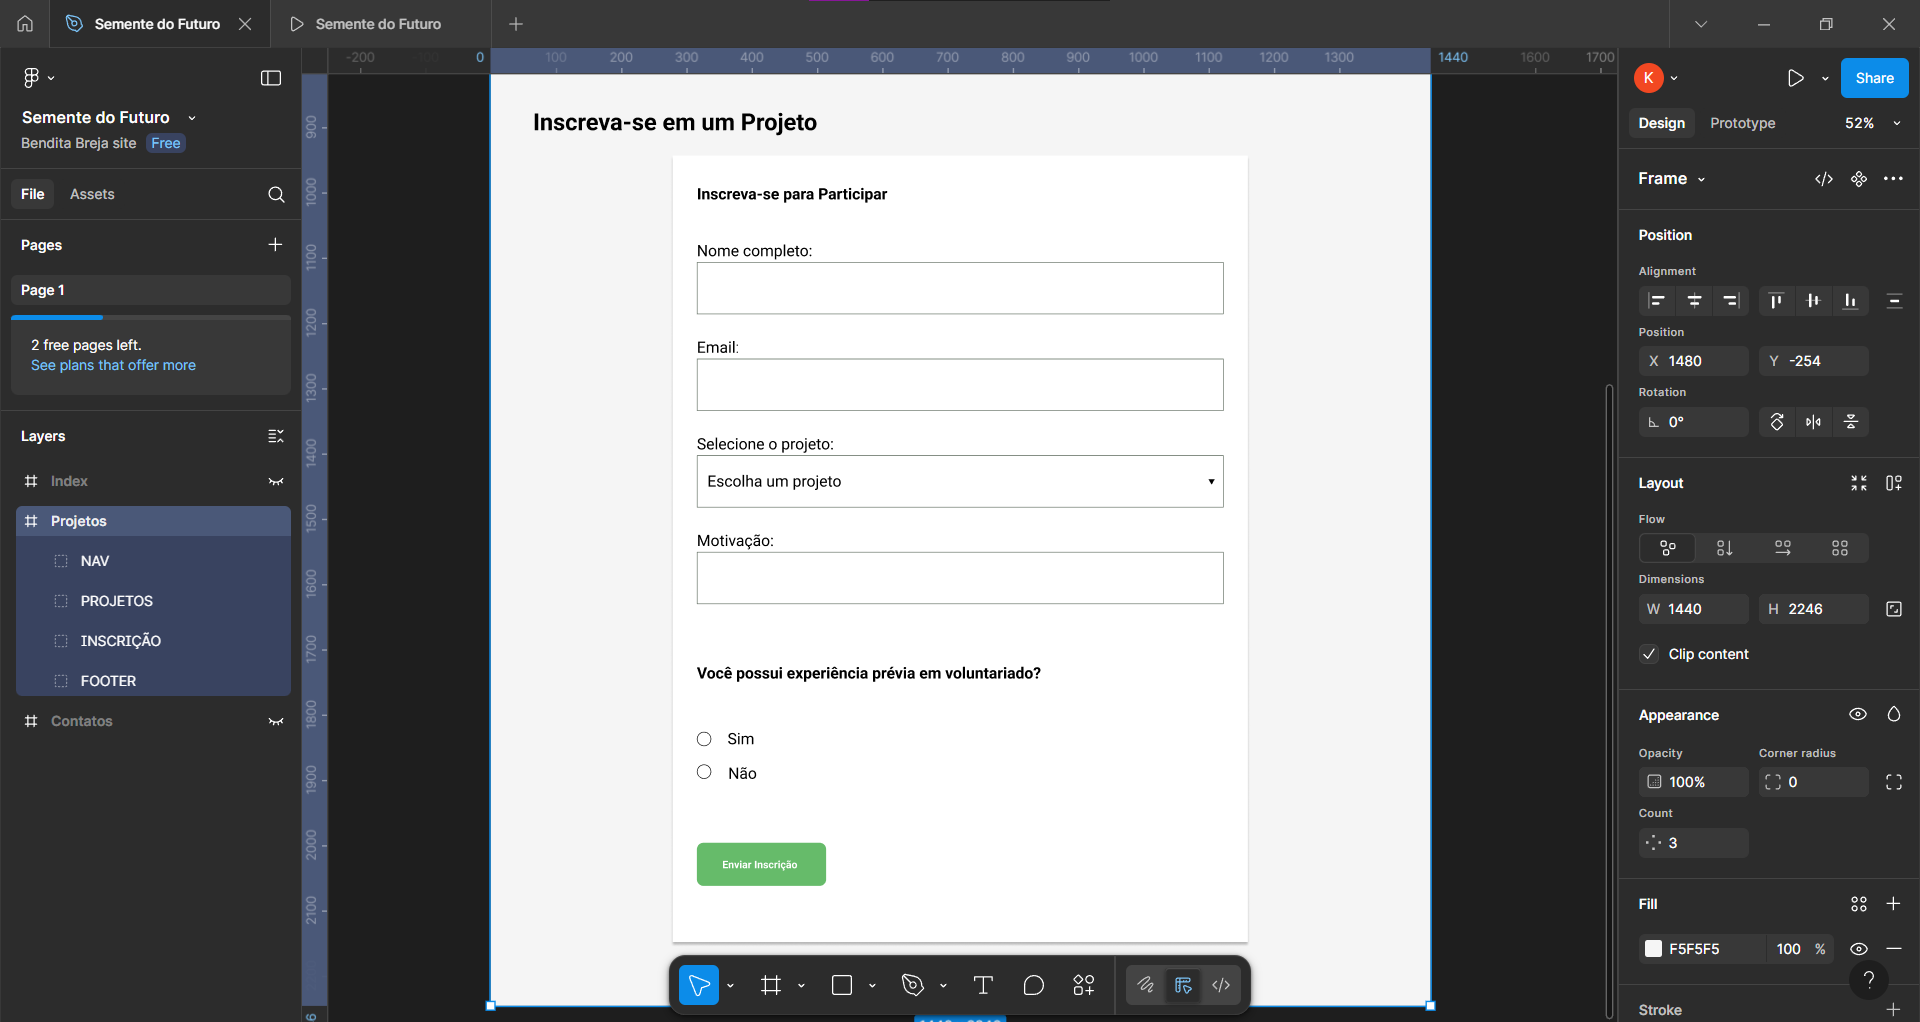 Semente do Futuro
Semente do Futuro
Semente do Futuro
Bendita Breja site Free
File Assets
Pages
Page 1
2 free pages left.
See plans that offer more
Layers
Index
Projetos
NAV
PROJETOS
INSCRIÇÃO
FOOTER
Contatos
-200 -100 0 100 200 300 400 500 600 700 800 900 1000 1100 1200 1300 1440 1600 1700
900
1000
1100
1200
1300
1400
1500
1600
1700
1800
1900
2000
2100
Inscreva-se em um Projeto
Inscreva-se para Participar
Nome completo:
Email:
Selecione o projeto:
Escolha um projeto
Motivação:
Você possui experiência prévia em voluntariado?
Sim
Não
Enviar Inscrição
K
Share
Design Prototype 52%
Frame
Position
Alignment
Position
X 1480 Y -254
Rotation
0°
Layout
Flow
Dimensions
W 1440 H 2246
Clip content
Appearance
Opacity Corner radius
100% 0
Count
3
Fill
F5F5F5 100 %
?
Stroke